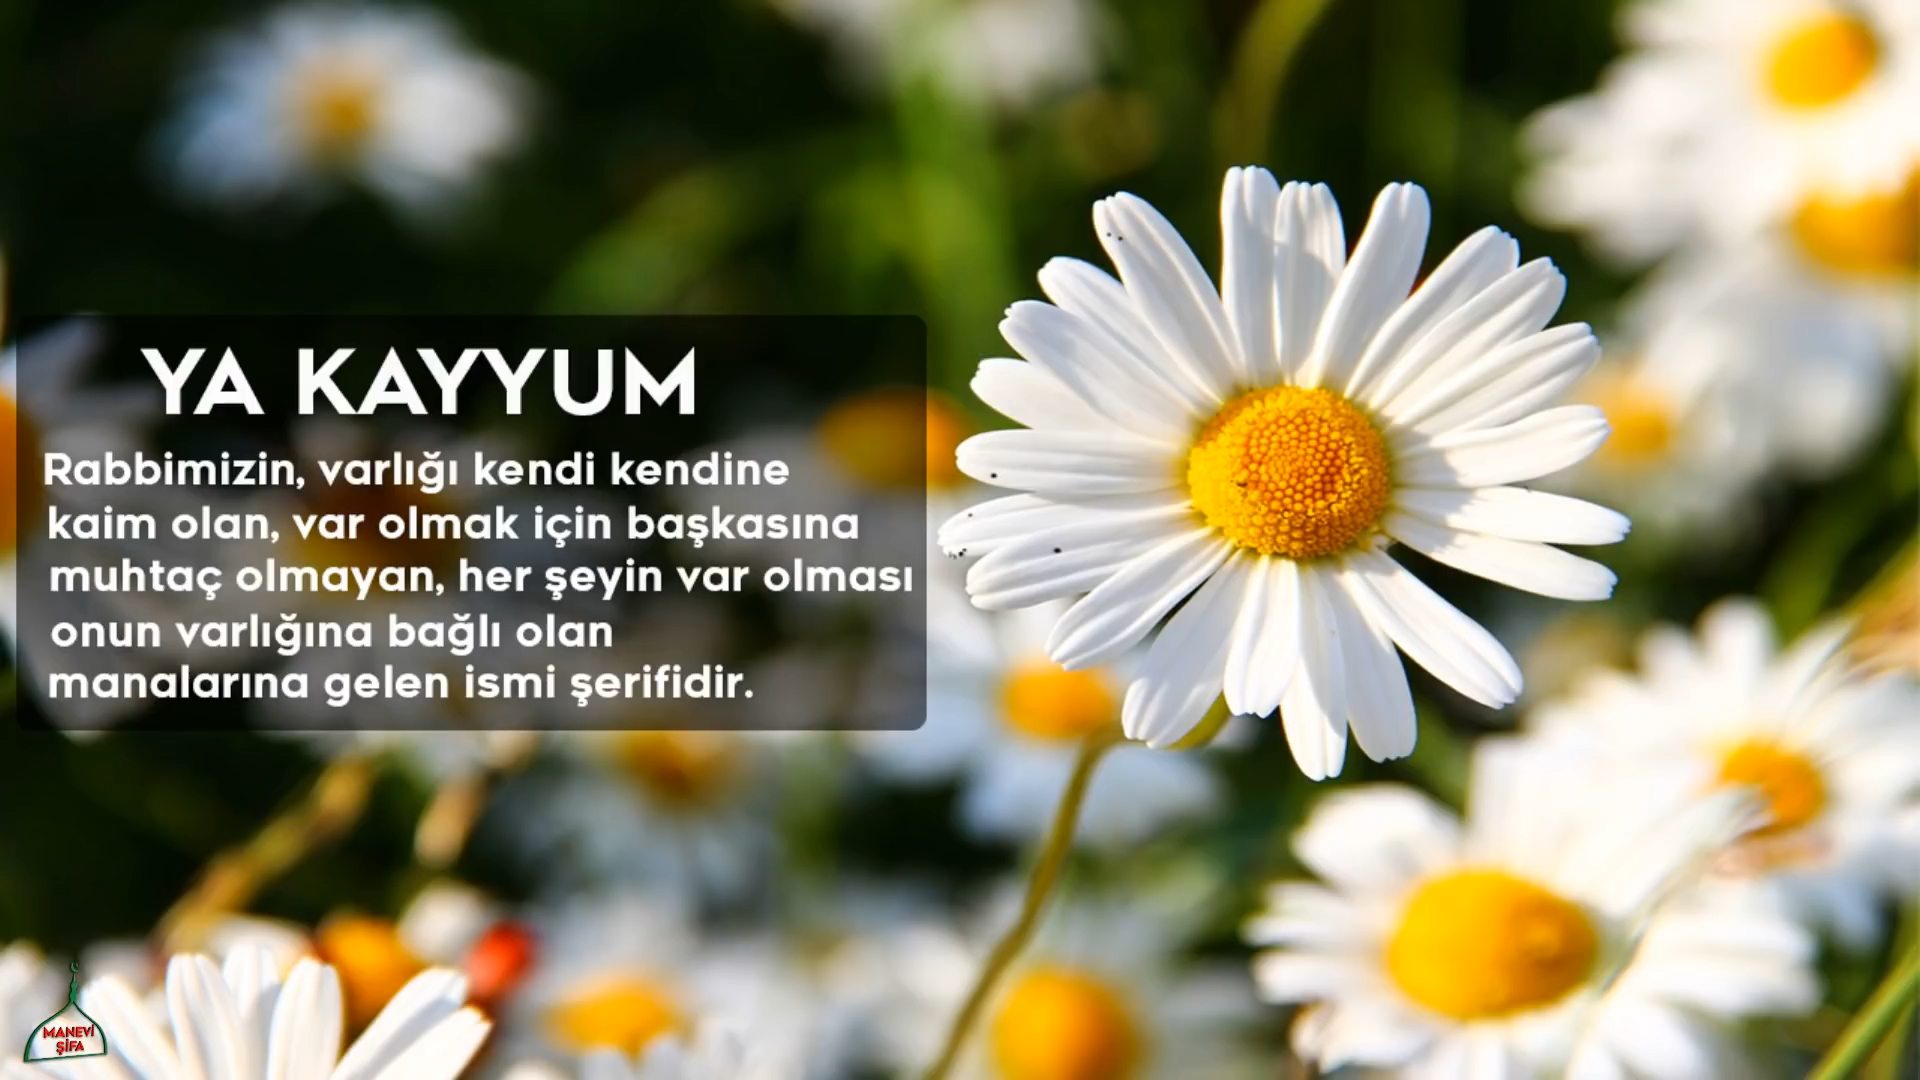 YA KAYYUM
Rabbimizin, varlığı kendi kendine
kaim olan, var olmak için başkasına
muhtaç olmayan, her şeyin var olması
onun varlığına bağlı olan
manalarına gelen ismi şerifidir.
MANEVİ
ŞİFA